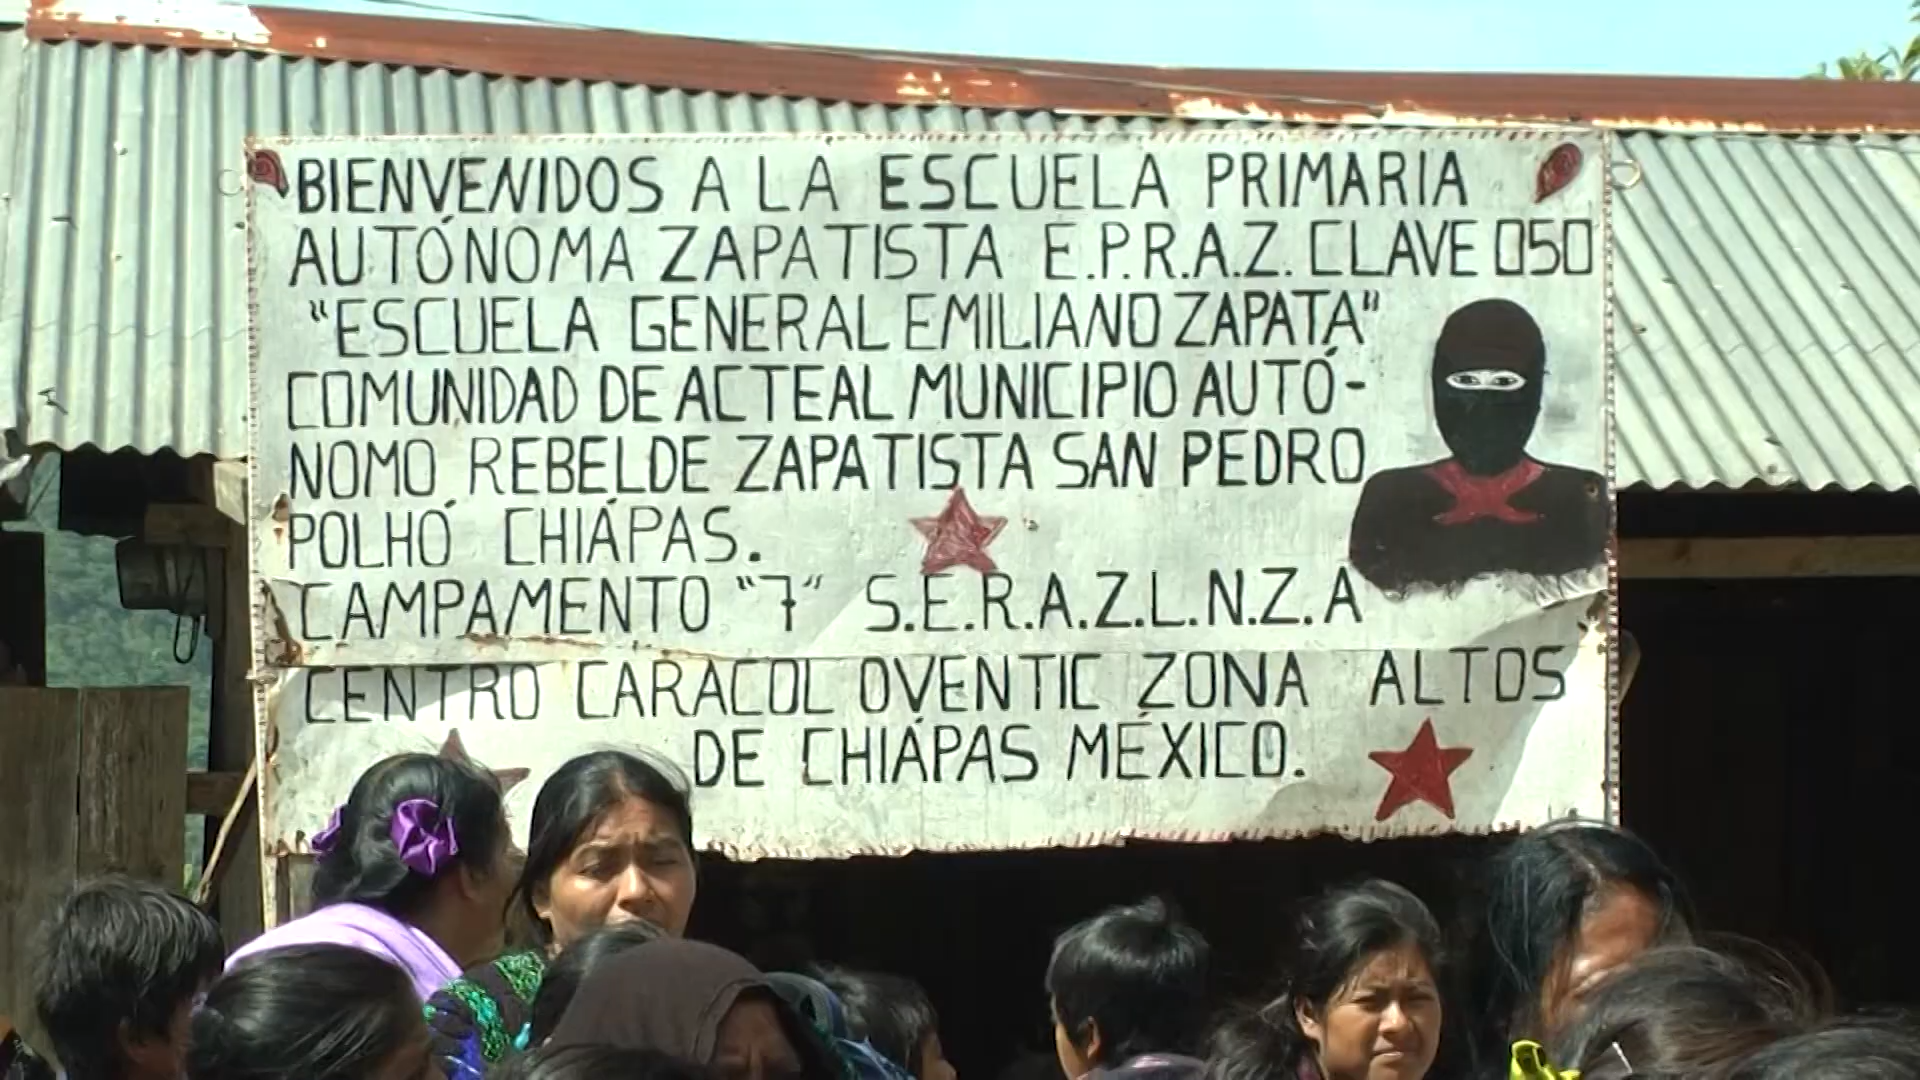 BIENVENIDOS A LA ESCUELA PRIMARIA
AUTÓNOMA ZAPATISTA E.P.R.A.Z. CLAVE 050
"ESCUELA GENERAL EMILIANO ZAPATA"
COMUNIDAD DE ACTEAL MUNICIPIO AUTÓ-
NOMO REBELDE ZAPATISTA SAN PEDRO
POLHÓ CHIÁPAS.
CAMPAMENTO "7" S.E.R.A.Z.L.N.Z.A
CENTRO CARACOL OVENTIC ZONA ALTOS
DE CHIÁPAS MÉXICO.